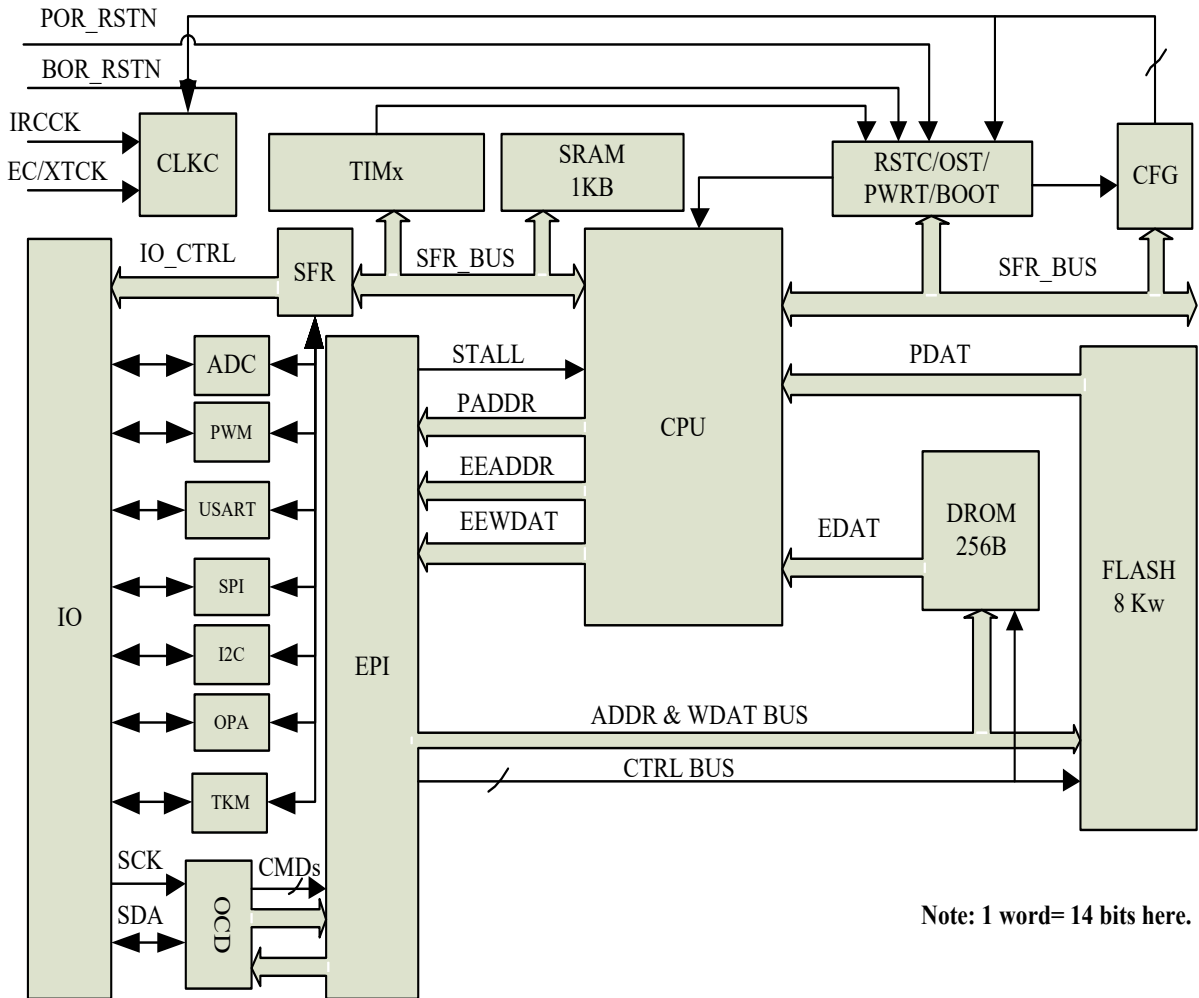 POR_RSTN
BOR_RSTN
IRCCK
EC/XTCK
CLKC
TIMx
SRAM
1KB
RSTC/OST/
PWRT/BOOT
CFG
IO_CTRL
SFR
SFR_BUS
SFR_BUS
ADC
PWM
USART
SPI
I2C
OPA
TKM
IO
EPI
STALL
PADDR
EEADDR
EEWDAT
CPU
PDAT
EDAT
DROM
256B
FLASH
8 Kw
ADDR & WDAT BUS
CTRL BUS
SCK
SDA
OCD
CMDs
Note: 1 word= 14 bits here.